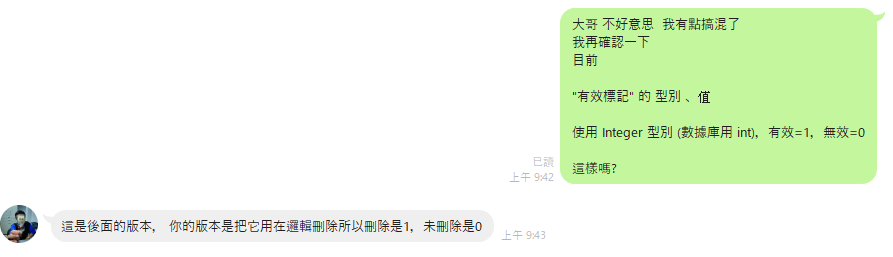 大哥 不好意思  我有點搞混了
我再確認一下
目前
"有效標記" 的 型別 、值
使用 Integer 型別 (數據庫用 int)，有效=1，無效=0
這樣嗎?
已讀
上午 9:42
這是後面的版本， 你的版本是把它用在邏輯刪除所以刪除是1，未刪除是0
上午 9:43